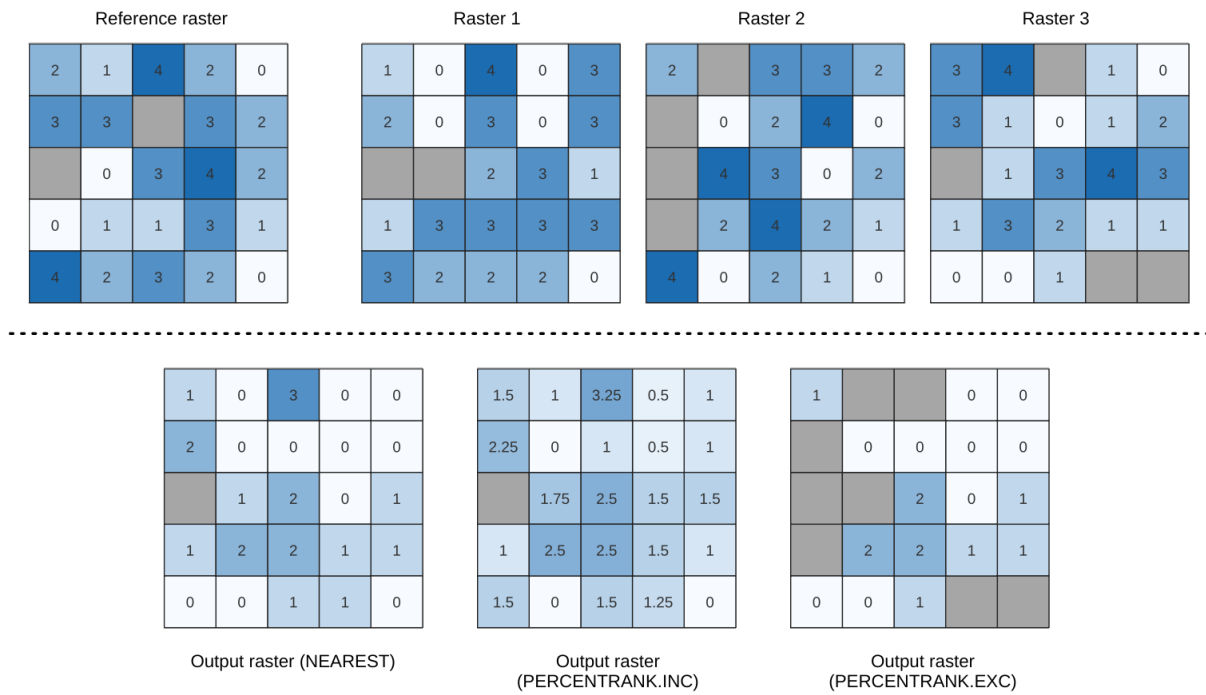 Reference raster Raster 1 Raster 2 Raster 3
2 1 4 2 0 1 0 4 0 3 2 3 3 2 3 4 1 0
3 3 3 2 2 0 3 0 3 0 2 4 0 3 1 0 1 2
0 3 4 2 2 3 1 4 3 0 2 1 3 4 3
0 1 1 3 1 1 3 3 3 3 2 4 2 1 1 3 2 1 1
4 2 3 2 0 3 2 2 2 0 4 0 2 1 0 0 0 1
1 0 3 0 0 1.5 1 3.25 0.5 1 1 0 0
2 0 0 0 0 2.25 0 1 0.5 1 0 0 0 0
1 2 0 1 1.75 2.5 1.5 1.5 2 0 1
1 2 2 1 1 1 2.5 2.5 1.5 1 2 2 1 1
0 0 1 1 0 1.5 0 1.5 1.25 0 0 0 1
Output raster (NEAREST) Output raster Output raster
(PERCENTRANK.INC) (PERCENTRANK.EXC)